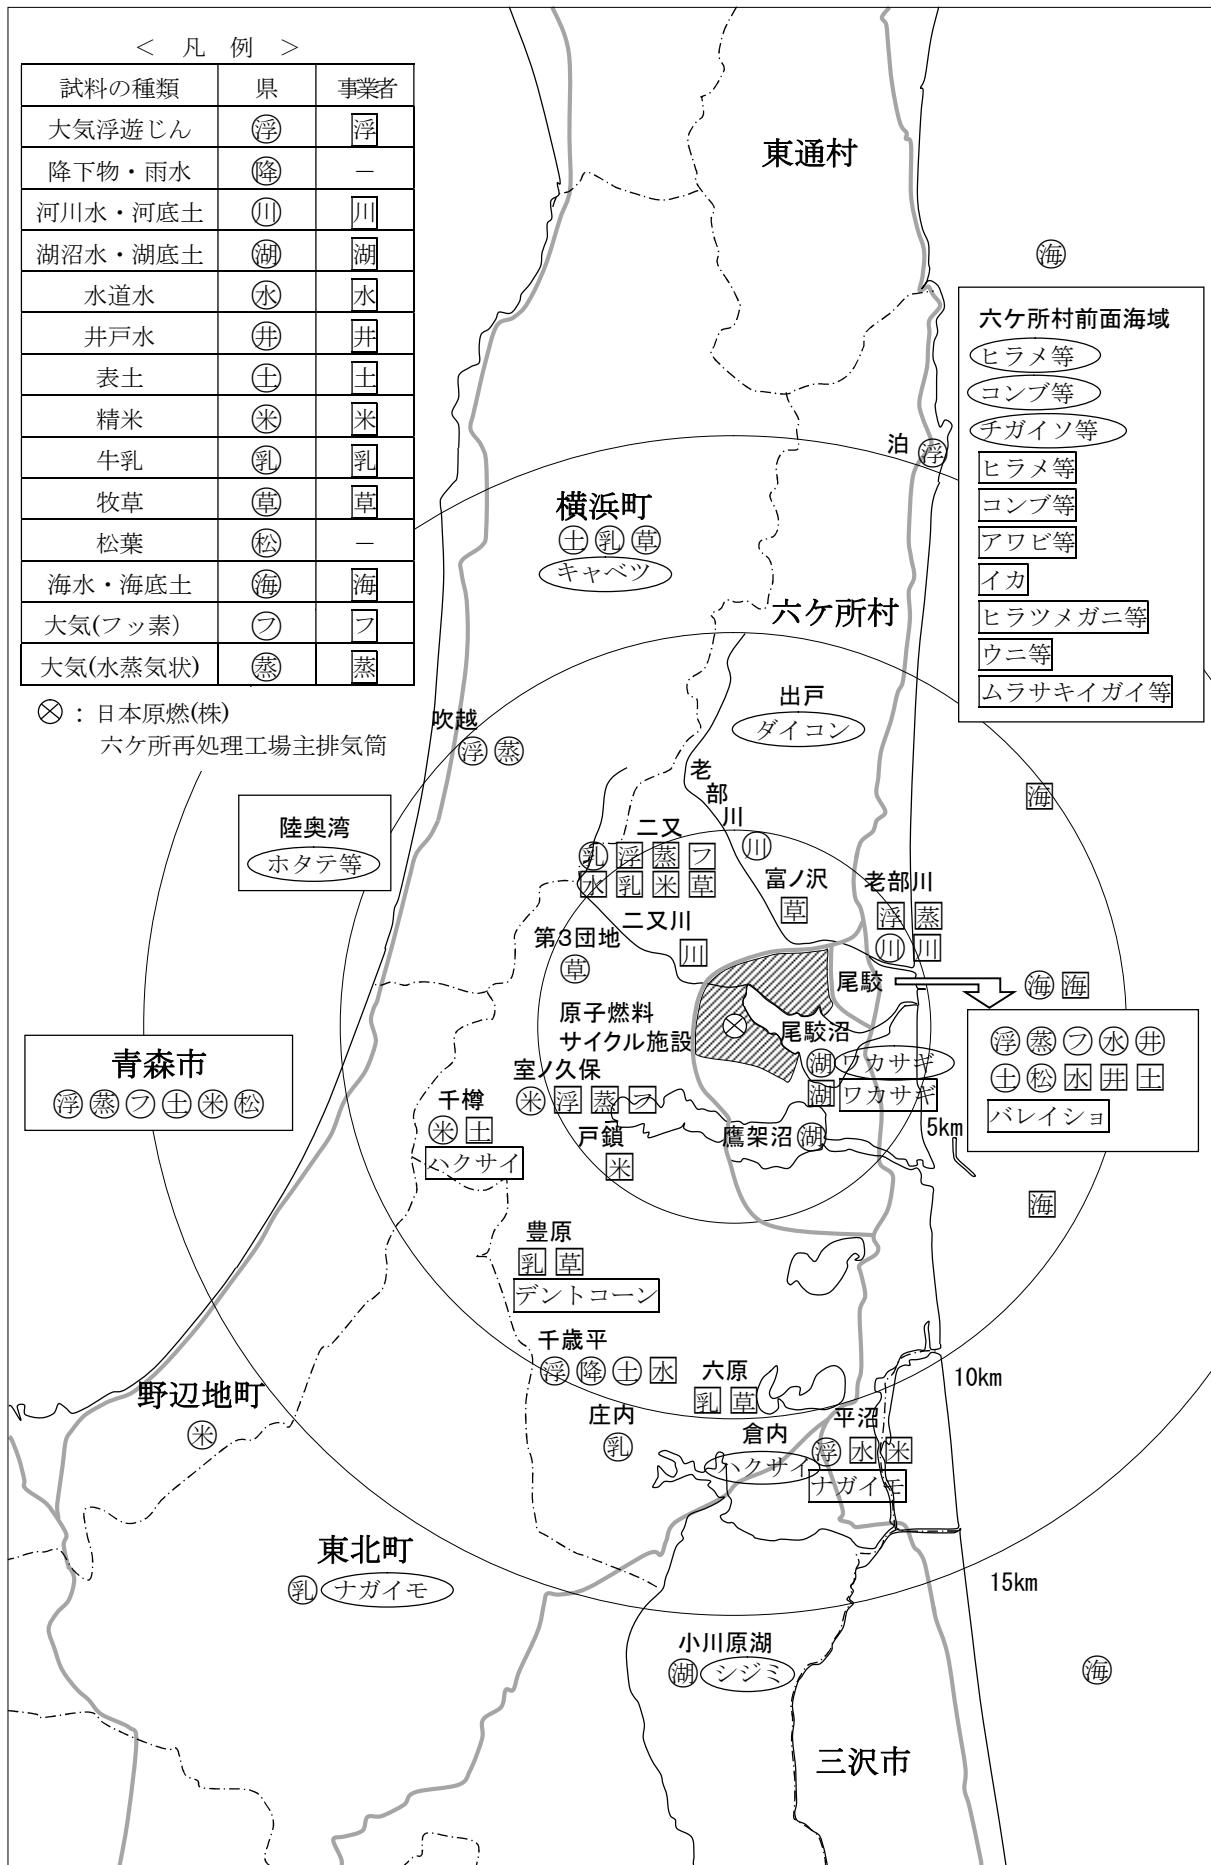 ＜ 凡 例 ＞
試料の種類 県 事業者
大気浮遊じん 浮 浮
降下物・雨水 降 －
河川水・河底土 川 川
湖沼水・湖底土 湖 湖
水道水 水 水
井戸水 井 井
表土 土 土
精米 米 米
牛乳 乳 乳
牧草 草 草
松葉 松 －
海水・海底土 海 海
大気(フッ素） フ フ
大気(水蒸気状) 蒸 蒸
⊗：日本原燃(株)
六ケ所再処理工場主排気筒
東通村
海
六ケ所村前面海域
ヒラメ等
コンブ等
チガイソ等
ヒラメ等
コンブ等
アワビ等
イカ
ヒラツメガニ等
ウニ等
ムラサキイガイ等
泊 浮
横浜町
土 乳 草
キャベツ
六ケ所村
出戸
ダイコン
吹越
浮 蒸
陸奥湾
ホタテ等
老部川
川
海
二又
乳 浮 蒸 フ
水 乳 米 草
富ノ沢
草
老部川
浮 蒸
川 川
二又川
川
第3団地
草
尾駮
海 海
浮 蒸 フ 水 井
土 松 水 井 土
バレイショ
原子燃料
サイクル施設
尾駮沼
湖 ワカサギ
湖 ワカサギ
青森市
浮 蒸 フ 土 米 松
室ノ久保
米 浮 蒸 フ
千樽
米 土
ハクサイ
戸鎖
米
鷹架沼 湖
5km
海
豊原
乳 草
デントコーン
千歳平
浮 降 土 水
六原
乳 草
10km
野辺地町
米
庄内
乳
倉内
ハクサイ
平沼
浮 水 米
ナガイモ
東北町
乳 ナガイモ
15km
小川原湖
湖 シジミ
海
三沢市